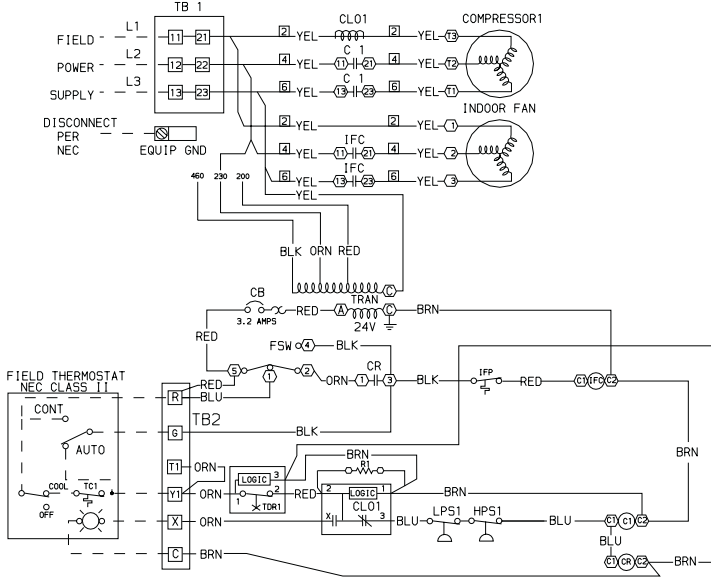 TB 1
CLO1
COMPRESSOR1
L1
FIELD
11 21
2 YEL 2 YEL T3
L2
C 1
POWER
12 22
4 YEL 11 21 4 YEL T2
L3
C 1
SUPPLY
13 23
6 YEL 13 23 6 YEL T1
INDOOR FAN
DISCONNECT
PER
NEC
EQUIP GND
2 YEL 2 YEL 1
IFC
4 YEL 11 21 4 YEL 2
IFC
6 YEL 13 23 6 YEL 3
460 230 200
YEL
BLK ORN RED
C
CB
TRAN
3.2 AMPS
RED A C BRN
24V
RED
FSW 4 BLK
5 1 2
CR
ORN 1 3 BLK
IFP
RED C1 IFC C2
FIELD THERMOSTAT
NEC CLASS II
RED
R BLU
TB2
CONT
G BLK
AUTO
BRN
BRN
R1
T1 ORN
LOGIC 3
COOL TC1
OFF
Y1 ORN 1 2 RED
TDR1
2 LOGIC 1
BRN
CLO1
X ORN X 3 BLU
LPS1 HPS1
BLU C1 C1 C2
BLU
C BRN
C1 CR C2 BRN